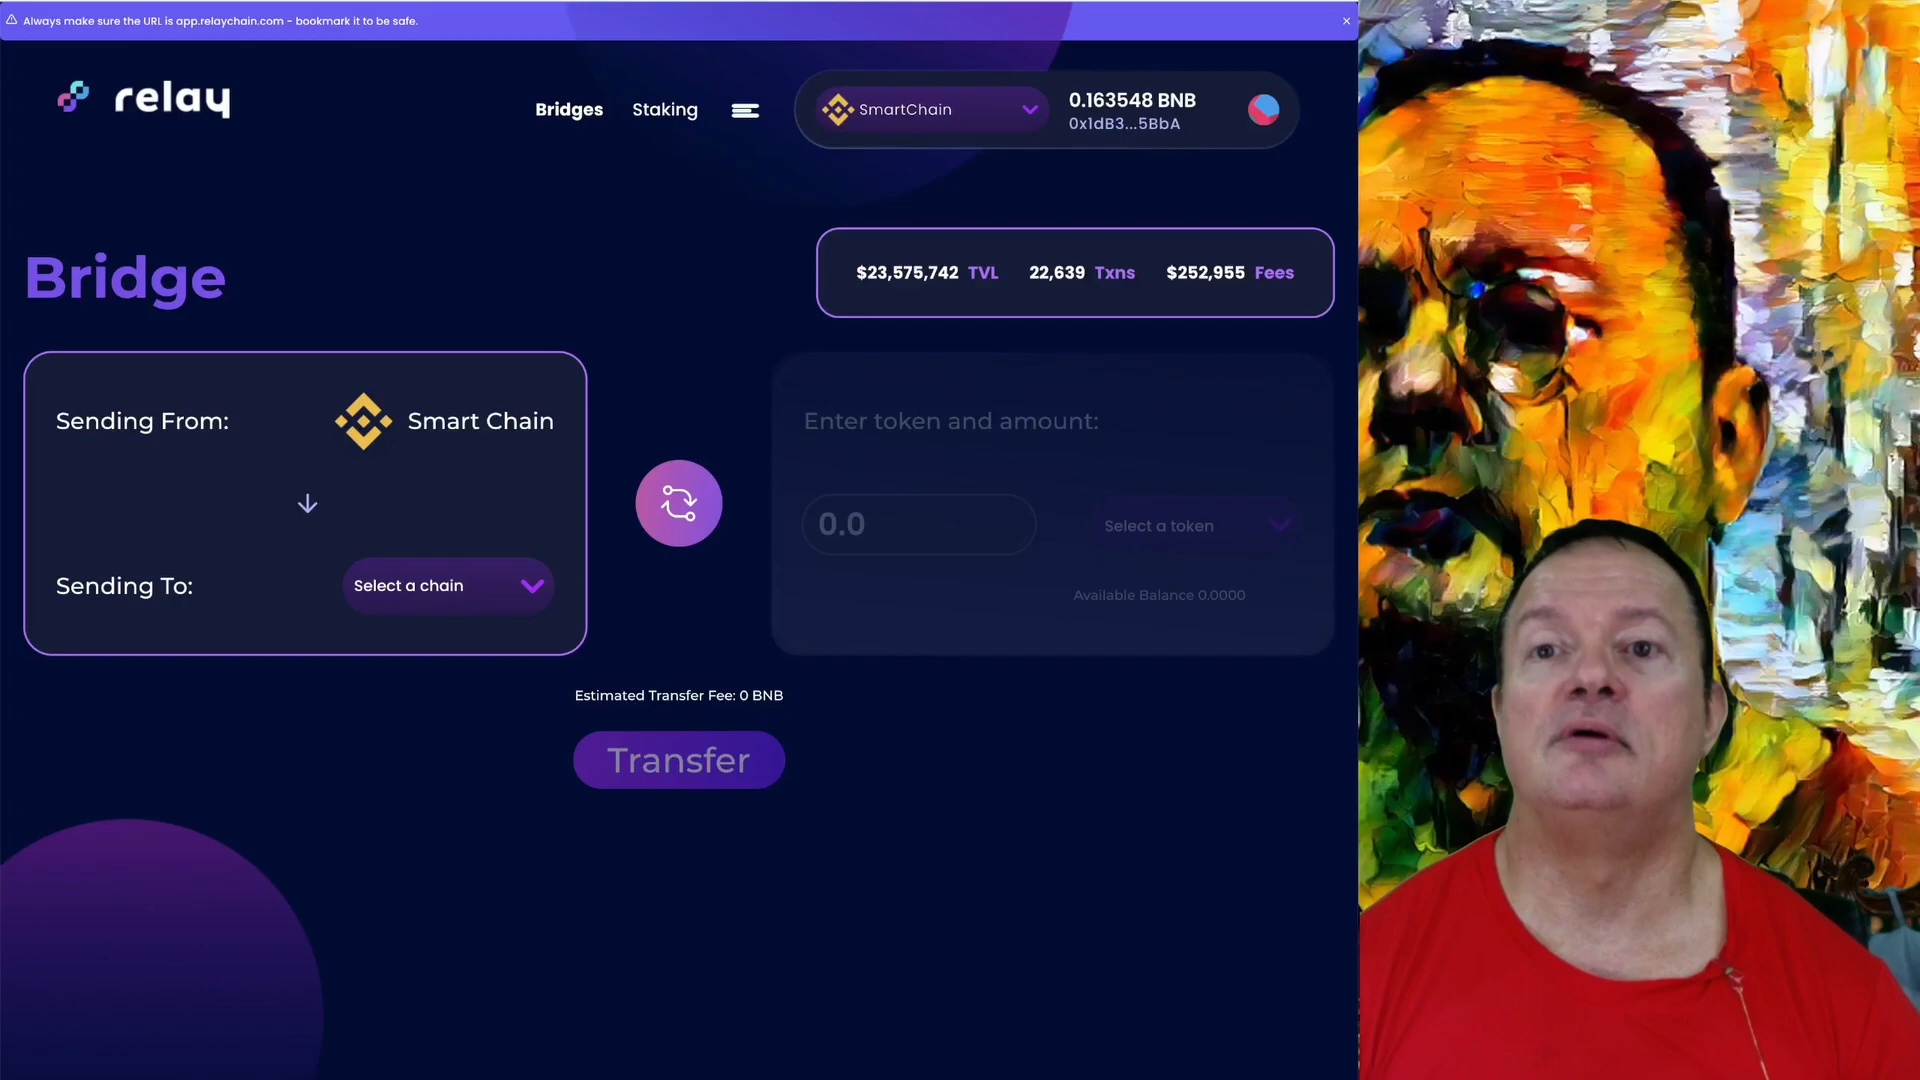 Always make sure the URL is app.relaychain.com - bookmark it to be safe.
relay
Bridges
Staking
SmartChain
0.163548 BNB
0x1dB3...5BbA
Bridge
$23,575,742 TVL
22,639 Txns
$252,955 Fees
Sending From:
Smart Chain
Sending To:
Select a chain
Enter token and amount:
0.0
Select a token
Available Balance 0.0000
Estimated Transfer Fee: 0 BNB
Transfer